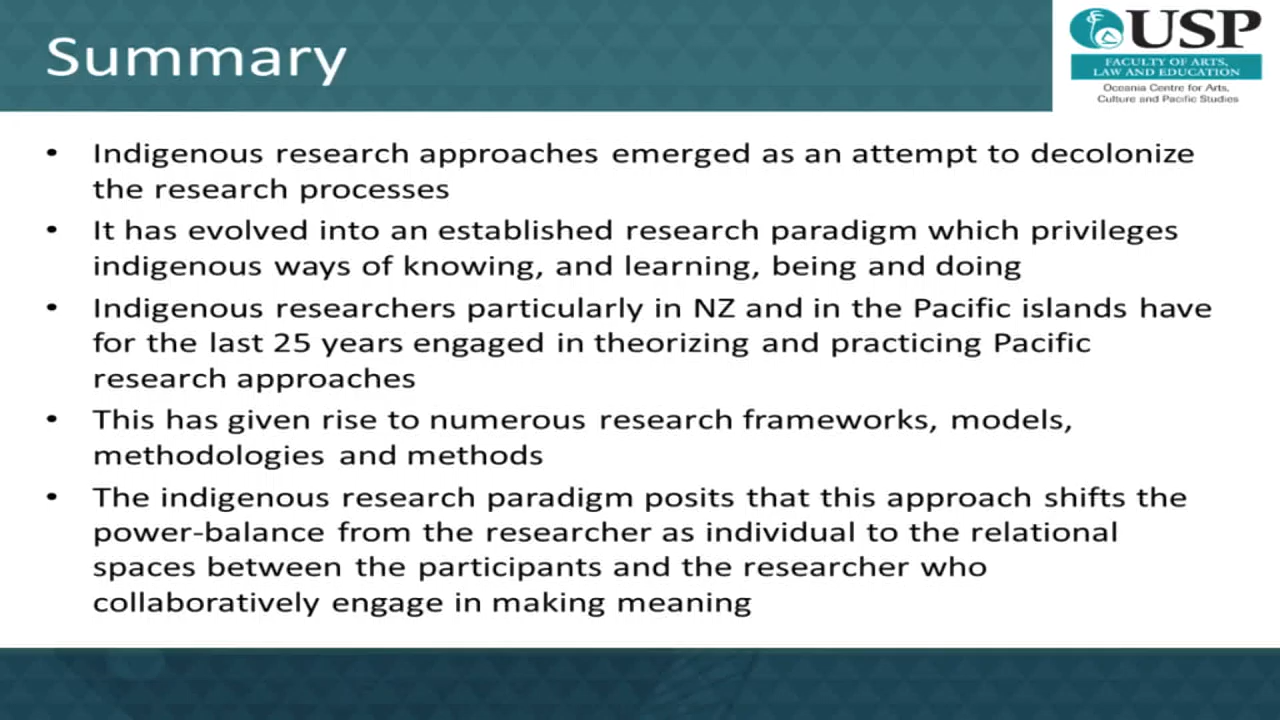 Summary
USP
FACULTY OF ARTS,
LAW AND EDUCATION
Oceania Centre for Arts,
Culture and Pacific Studies
• Indigenous research approaches emerged as an attempt to decolonize
the research processes
• It has evolved into an established research paradigm which privileges
indigenous ways of knowing, and learning, being and doing
• Indigenous researchers particularly in NZ and in the Pacific islands have
for the last 25 years engaged in theorizing and practicing Pacific
research approaches
• This has given rise to numerous research frameworks, models,
methodologies and methods
• The indigenous research paradigm posits that this approach shifts the
power-balance from the researcher as individual to the relational
spaces between the participants and the researcher who
collaboratively engage in making meaning